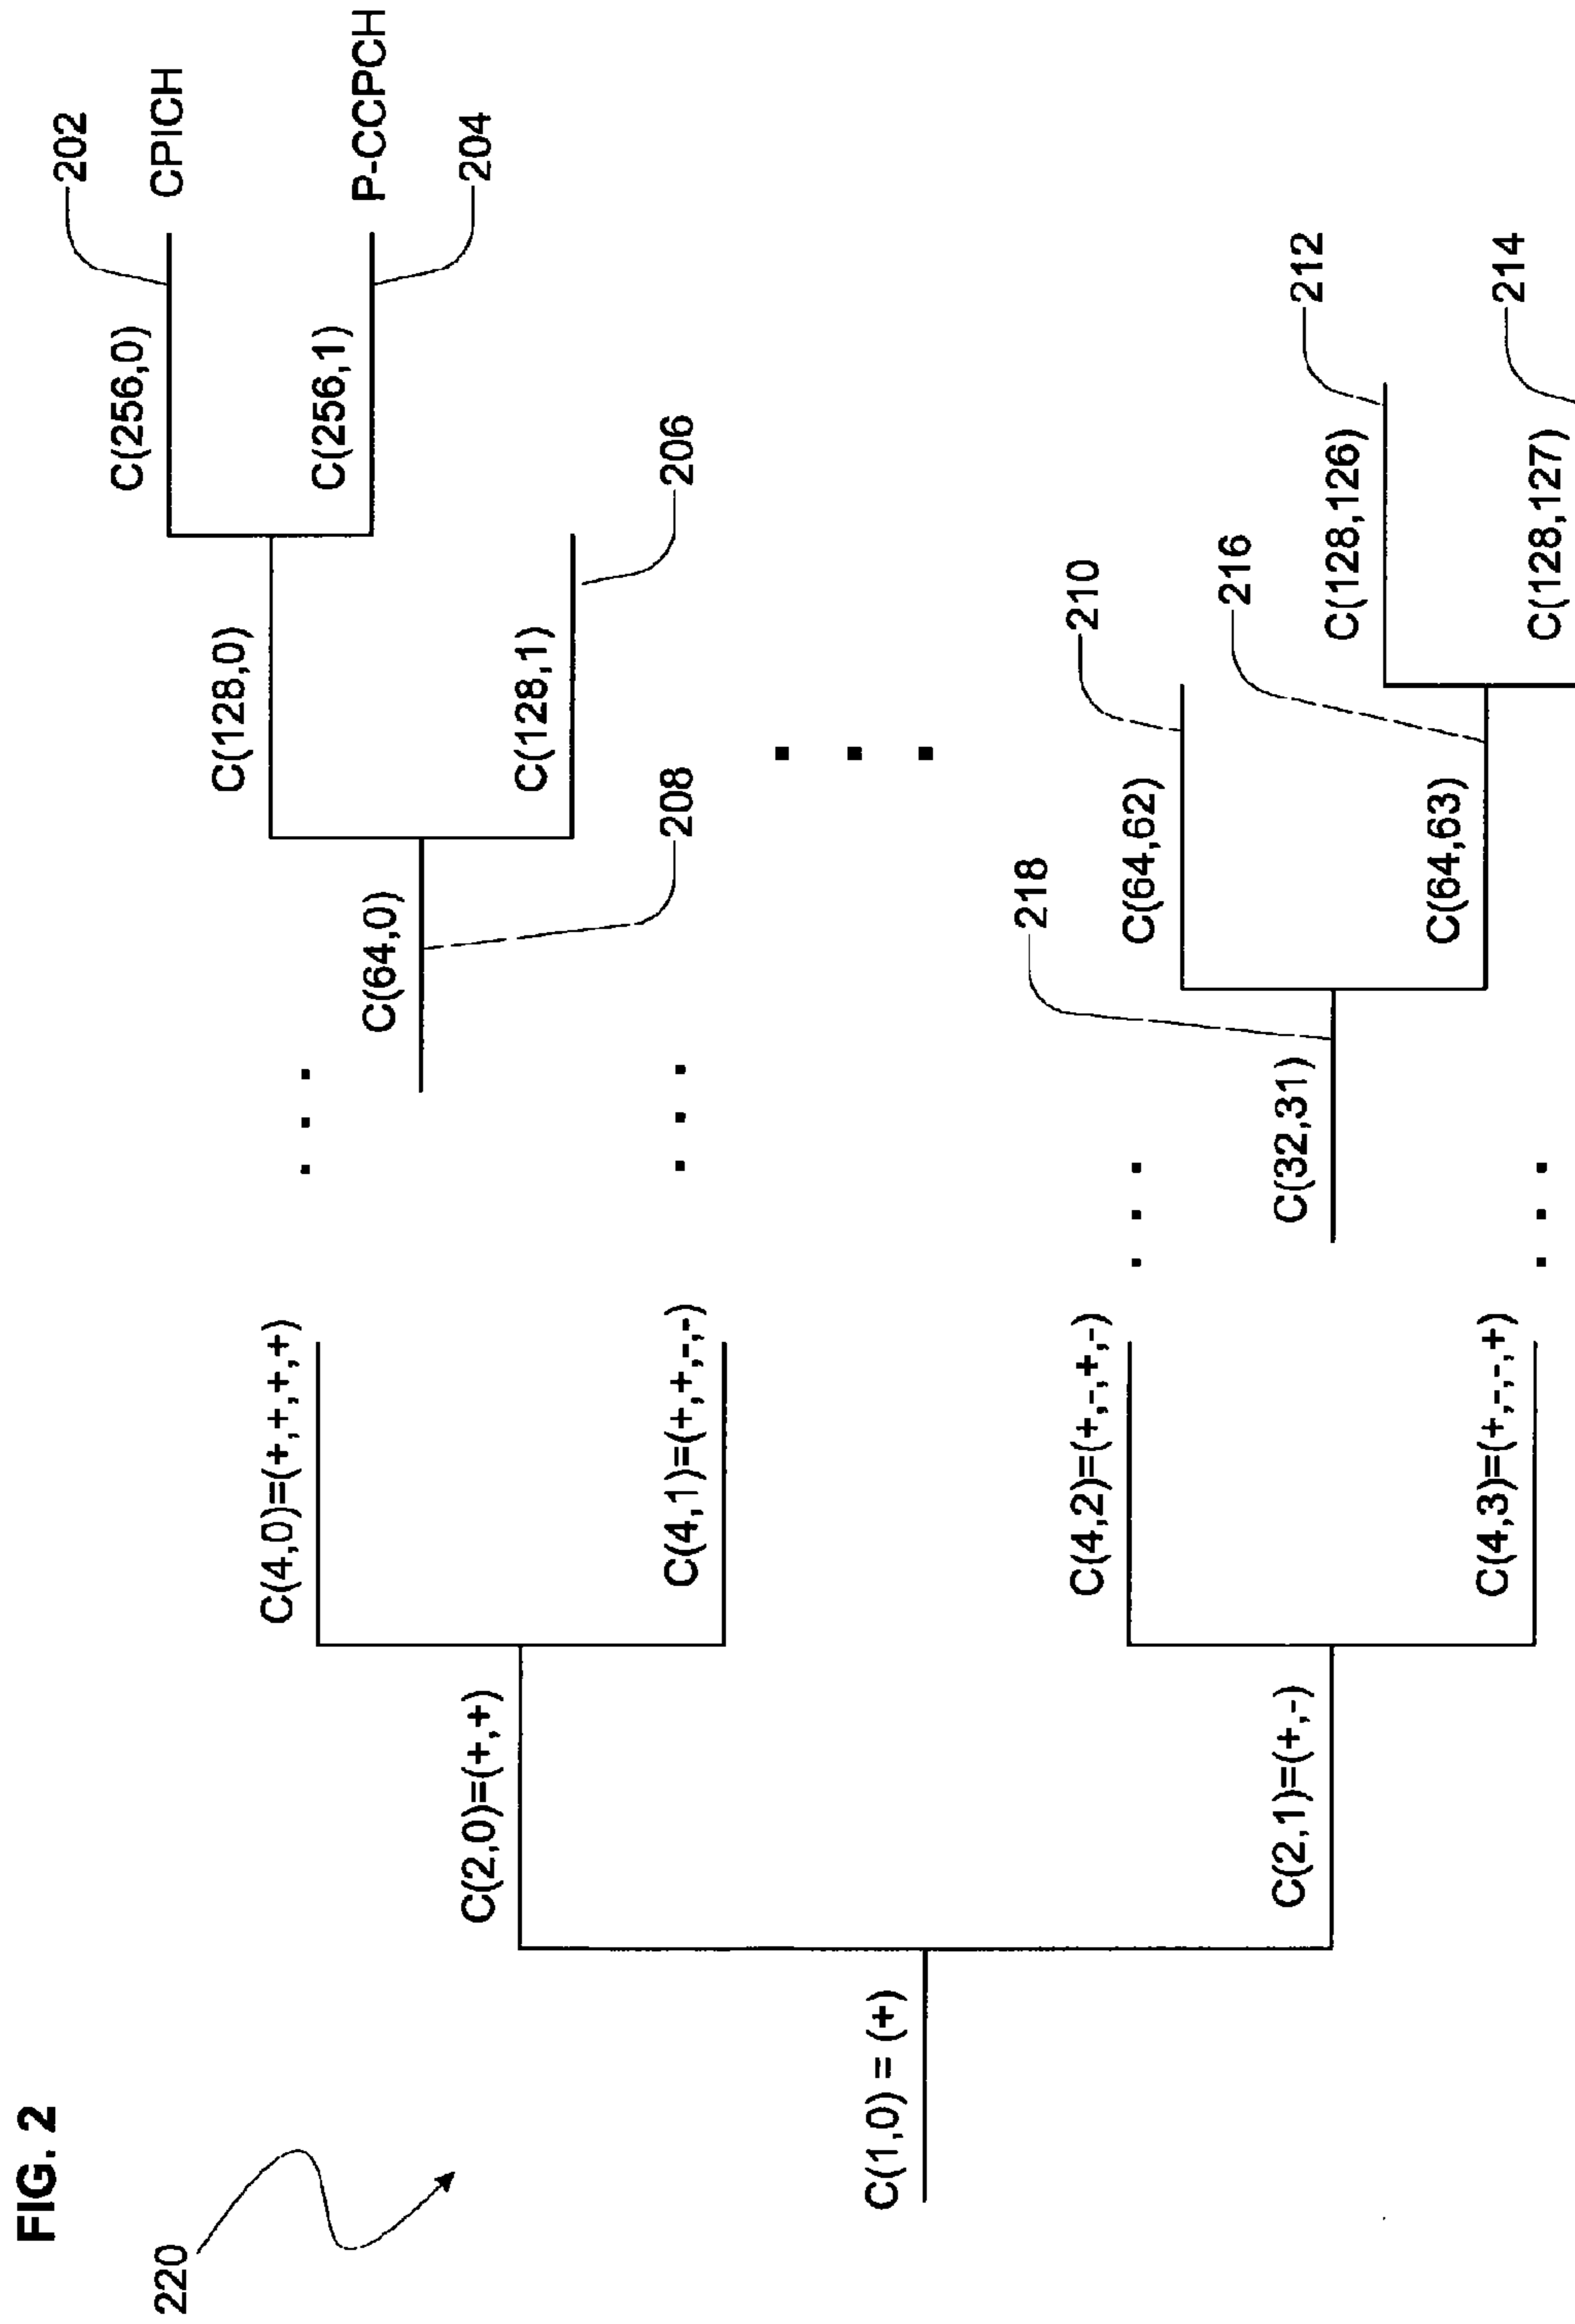 FIG. 2
220
C(1,0) = (+)
C(2,0)=(+,+)
C(2,1)=(+,-)
C(4,0)=(+,+,+,+)
C(4,1)=(+,+,-,-)
C(4,2)=(+,-,+,-)
C(4,3)=(+,-,-,+)
C(64,0)
208
C(128,0)
C(128,1)
206
C(256,0)
202
CPICH
C(256,1)
204
P-CCPCH
C(32,31)
218
C(64,62)
210
C(64,63)
216
C(128,126)
212
C(128,127)
214